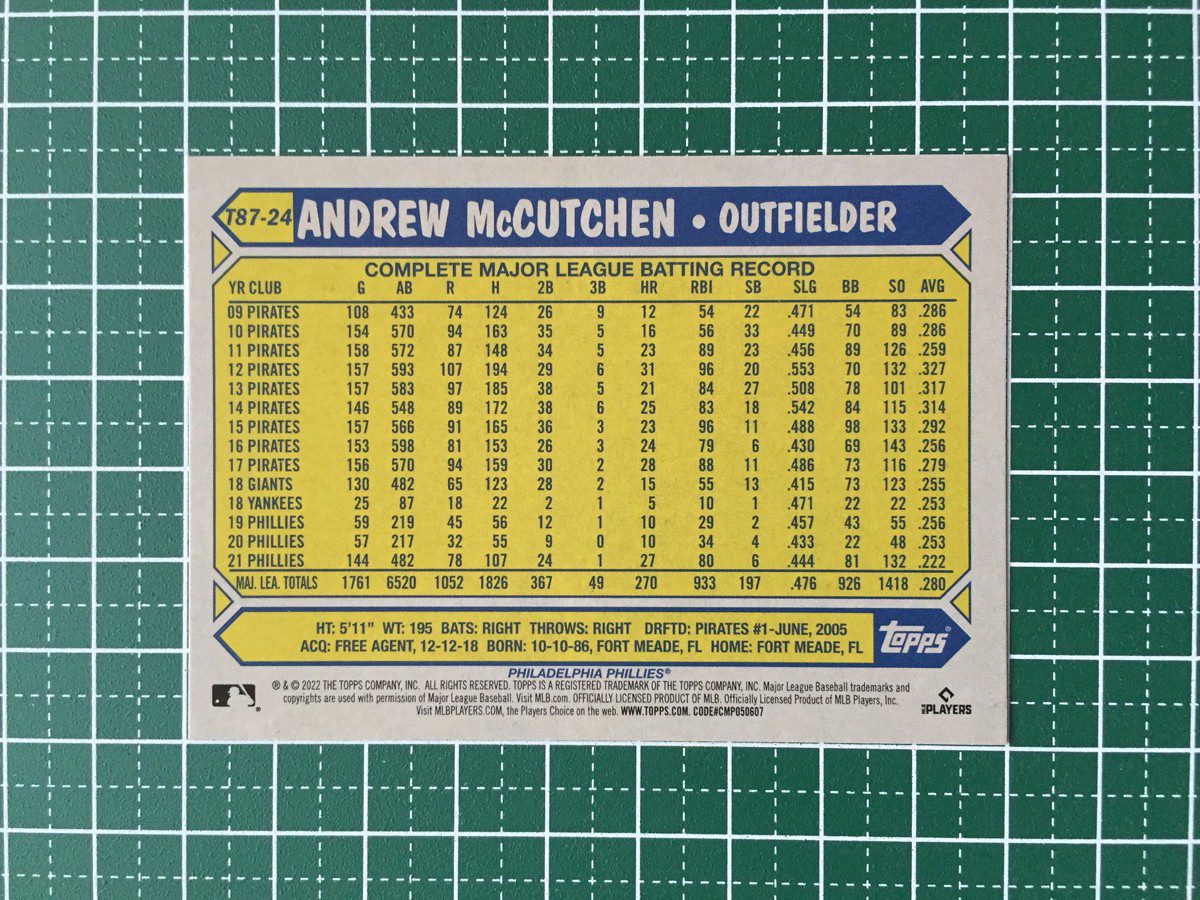 T87-24 ANDREW McCUTCHEN • OUTFIELDER
COMPLETE MAJOR LEAGUE BATTING RECORD
YR CLUB G AB R H 2B 3B HR RBI SB SLG BB SO AVG
09 PIRATES 108 433 74 124 26 9 12 54 22 .471 54 83 .286
10 PIRATES 154 570 94 163 35 5 16 56 33 .449 70 89 .286
11 PIRATES 158 572 87 148 34 5 23 89 23 .456 89 126 .259
12 PIRATES 157 593 107 194 29 6 31 96 20 .553 70 132 .327
13 PIRATES 157 583 97 185 38 5 21 84 27 .508 78 101 .317
14 PIRATES 146 548 89 172 38 6 25 83 18 .542 84 115 .314
15 PIRATES 157 566 91 165 36 3 23 96 11 .488 98 133 .292
16 PIRATES 153 598 81 153 26 3 24 79 6 .430 69 143 .256
17 PIRATES 156 570 94 159 30 2 28 88 11 .486 73 116 .279
18 GIANTS 130 482 65 123 28 2 15 55 13 .415 73 123 .255
18 YANKEES 25 87 18 22 2 1 5 10 1 .471 22 22 .253
19 PHILLIES 59 219 45 56 12 1 10 29 2 .457 43 55 .256
20 PHILLIES 57 217 32 55 9 0 10 34 4 .433 22 48 .253
21 PHILLIES 144 482 78 107 24 1 27 80 6 .444 81 132 .222
MAJ. LEA. TOTALS 1761 6520 1052 1826 367 49 270 933 197 .476 926 1418 .280
HT: 5'11" WT: 195 BATS: RIGHT THROWS: RIGHT DRFTD: PIRATES #1-JUNE, 2005
ACQ: FREE AGENT, 12-12-18 BORN: 10-10-86, FORT MEADE, FL HOME: FORT MEADE, FL
topps®
PHILADELPHIA PHILLIES®
® & © 2022 THE TOPPS COMPANY, INC. ALL RIGHTS RESERVED. TOPPS IS A REGISTERED TRADEMARK OF THE TOPPS COMPANY, INC. Major League Baseball trademarks and
copyrights are used with permission of Major League Baseball. Visit MLB.com. OFFICIALLY LICENSED PRODUCT OF MLB. Officially Licensed Product of MLB Players, Inc.
Visit MLBPLAYERS.COM, the Players Choice on the web. WWW.TOPPS.COM. CODE#CMP050607
MLB PLAYERS